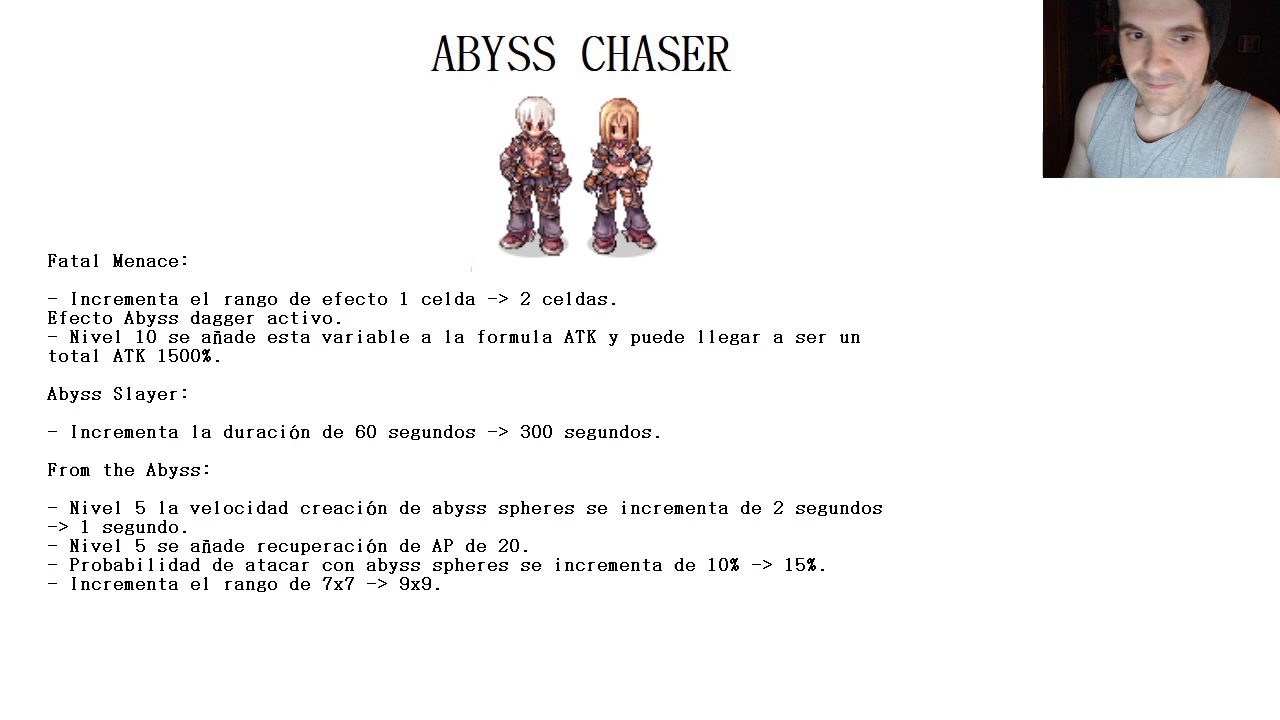 ABYSS CHASER
Fatal Menace:
- Incrementa el rango de efecto 1 celda -> 2 celdas.
Efecto Abyss dagger activo.
- Nivel 10 se añade esta variable a la formula ATK y puede llegar a ser un
total ATK 1500%.
Abyss Slayer:
- Incrementa la duración de 60 segundos -> 300 segundos.
From the Abyss:
- Nivel 5 la velocidad creación de abyss spheres se incrementa de 2 segundos
-> 1 segundo.
- Nivel 5 se añade recuperación de AP de 20.
- Probabilidad de atacar con abyss spheres se incrementa de 10% -> 15%.
- Incrementa el rango de 7x7 -> 9x9.